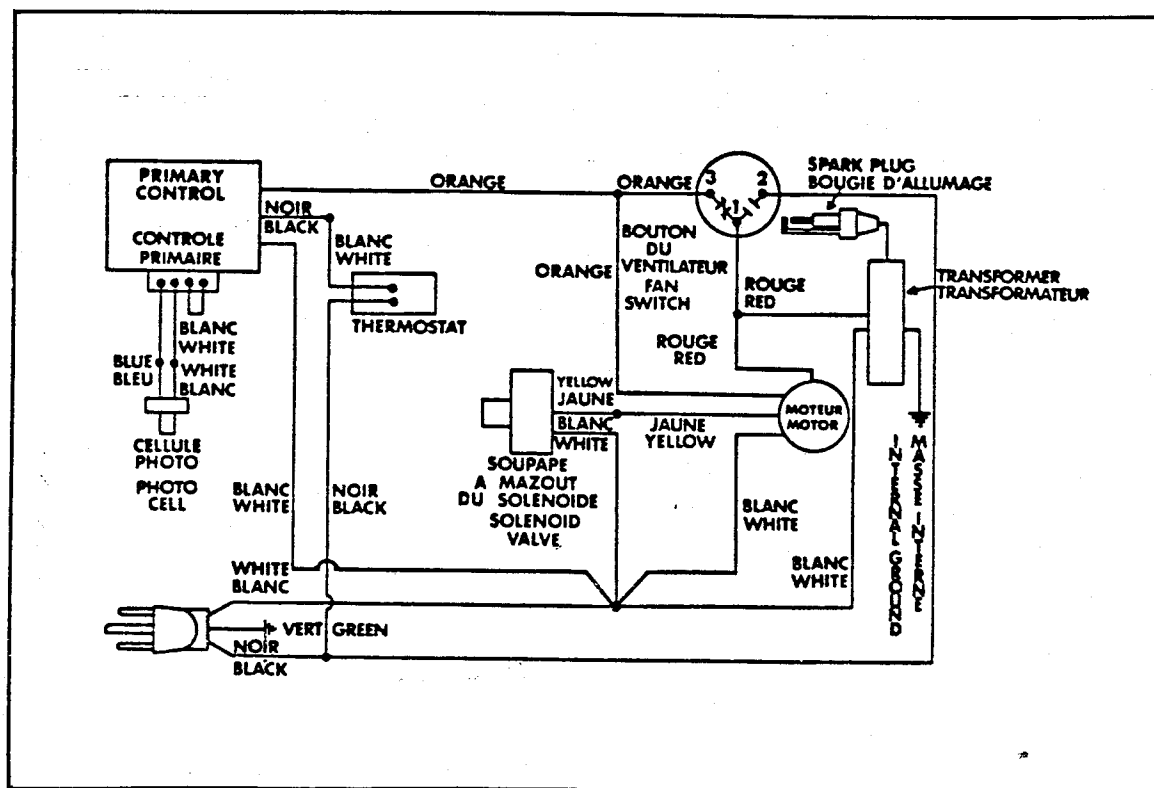 PRIMARY
CONTROL
CONTROLE
PRIMAIRE
ORANGE
ORANGE
3
2
1
SPARK PLUG
BOUGIE D'ALLUMAGE
NOIR
BLACK
BLANC
WHITE
THERMOSTAT
ORANGE
BOUTON
DU
VENTILATEUR
FAN
SWITCH
ROUGE
RED
TRANSFORMER
TRANSFORMATEUR
BLANC
WHITE
BLUE
BLEU
WHITE
BLANC
CELLULE
PHOTO
PHOTO
CELL
ROUGE
RED
YELLOW
JAUNE
BLANC
WHITE
JAUNE
YELLOW
MOTEUR
MOTOR
SOUPAPE
A MAZOUT
DU SOLENOIDE
SOLENOID
VALVE
BLANC
WHITE
NOIR
BLACK
BLANC
WHITE
BLANC
WHITE
INTERNAL GROUND
MASSE INTERNE
WHITE
BLANC
VERT GREEN
NOIR
BLACK